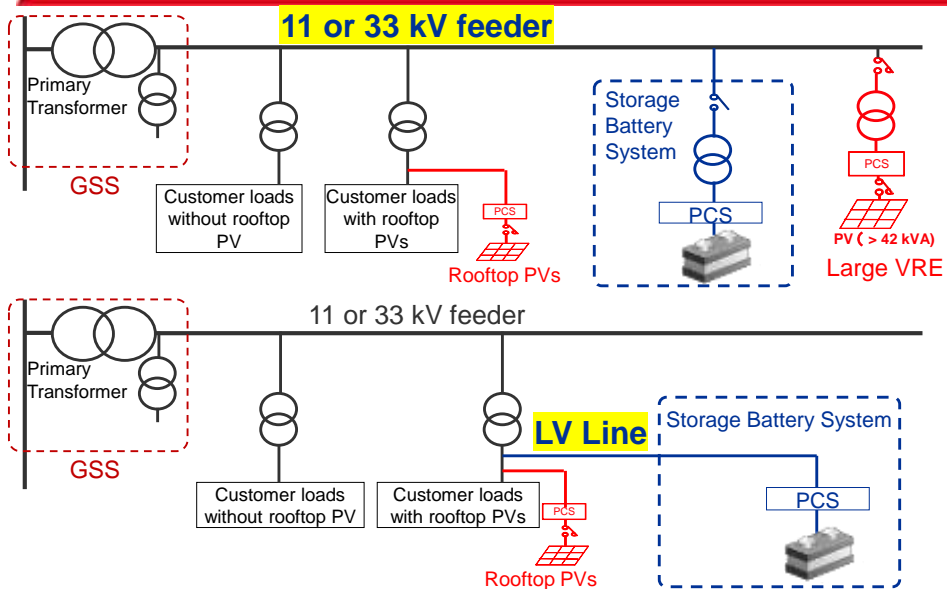 11 or 33 kV feeder
Primary
Transformer
GSS
Customer loads
without rooftop
PV
Customer loads
with rooftop
PVs
PCS
Rooftop PVs
Storage
Battery
System
PCS
PCS
PV ( > 42 kVA)
Large VRE
11 or 33 kV feeder
Primary
Transformer
GSS
Customer loads
without rooftop PV
Customer loads
with rooftop PVs
LV Line
PCS
Rooftop PVs
Storage Battery System
PCS